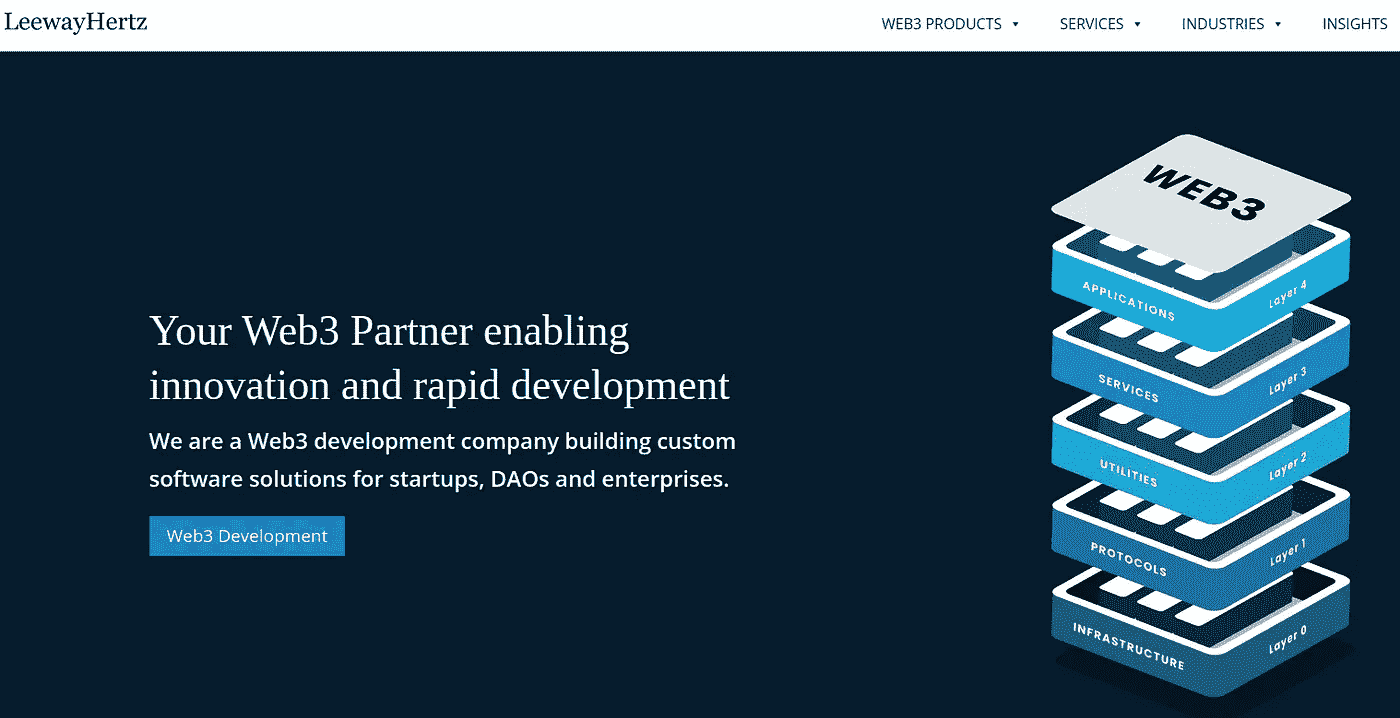 LeewayHertz
WEB3 PRODUCTS
SERVICES
INDUSTRIES
INSIGHTS
Your Web3 Partner enabling
innovation and rapid development
We are a Web3 development company building custom
software solutions for startups, DAOs and enterprises.
Web3 Development
WEB3
APPLICATIONS Layer 4
SERVICES Layer 3
UTILITIES Layer 2
PROTOCOLS Layer 1
INFRASTRUCTURE Layer 0